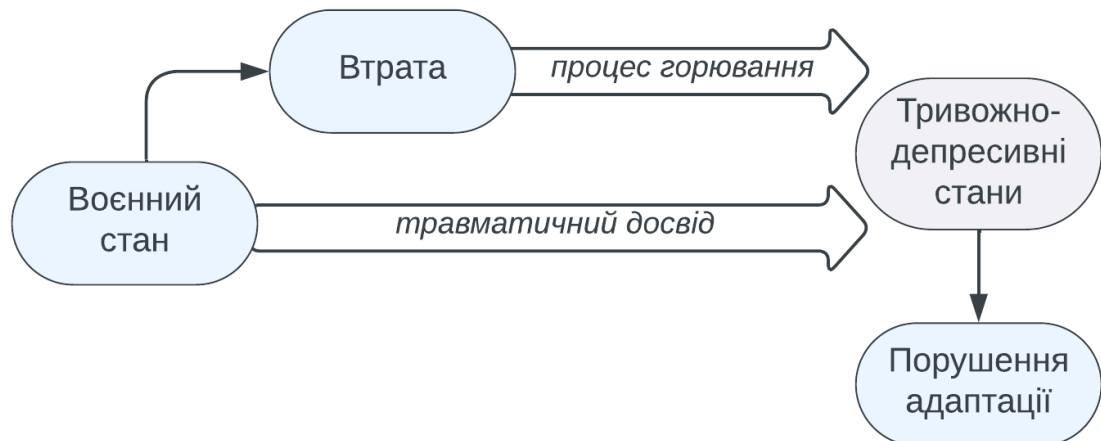 Втрата
процес горювання
Тривожно-
депресивні
стани
Воєнний
стан
травматичний досвід
Порушення
адаптації